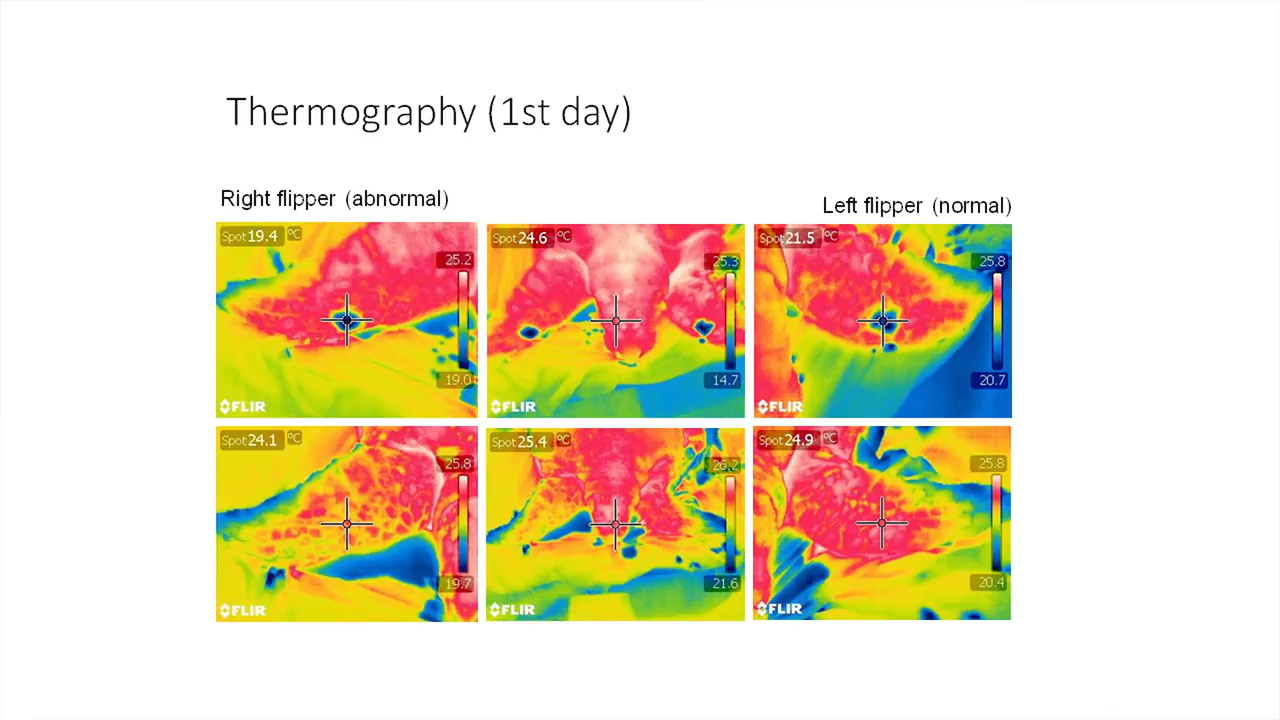 Thermography (1st day)
Right flipper (abnormal)
Left flipper (normal)
Spot 19.4 °C
25.2
19.0
FLIR
Spot 24.6 °C
25.3
14.7
FLIR
Spot 21.5 °C
25.8
20.7
FLIR
Spot 24.1 °C
25.8
19.7
FLIR
Spot 25.4 °C
26.2
21.6
FLIR
Spot 24.9 °C
25.8
20.4
FLIR